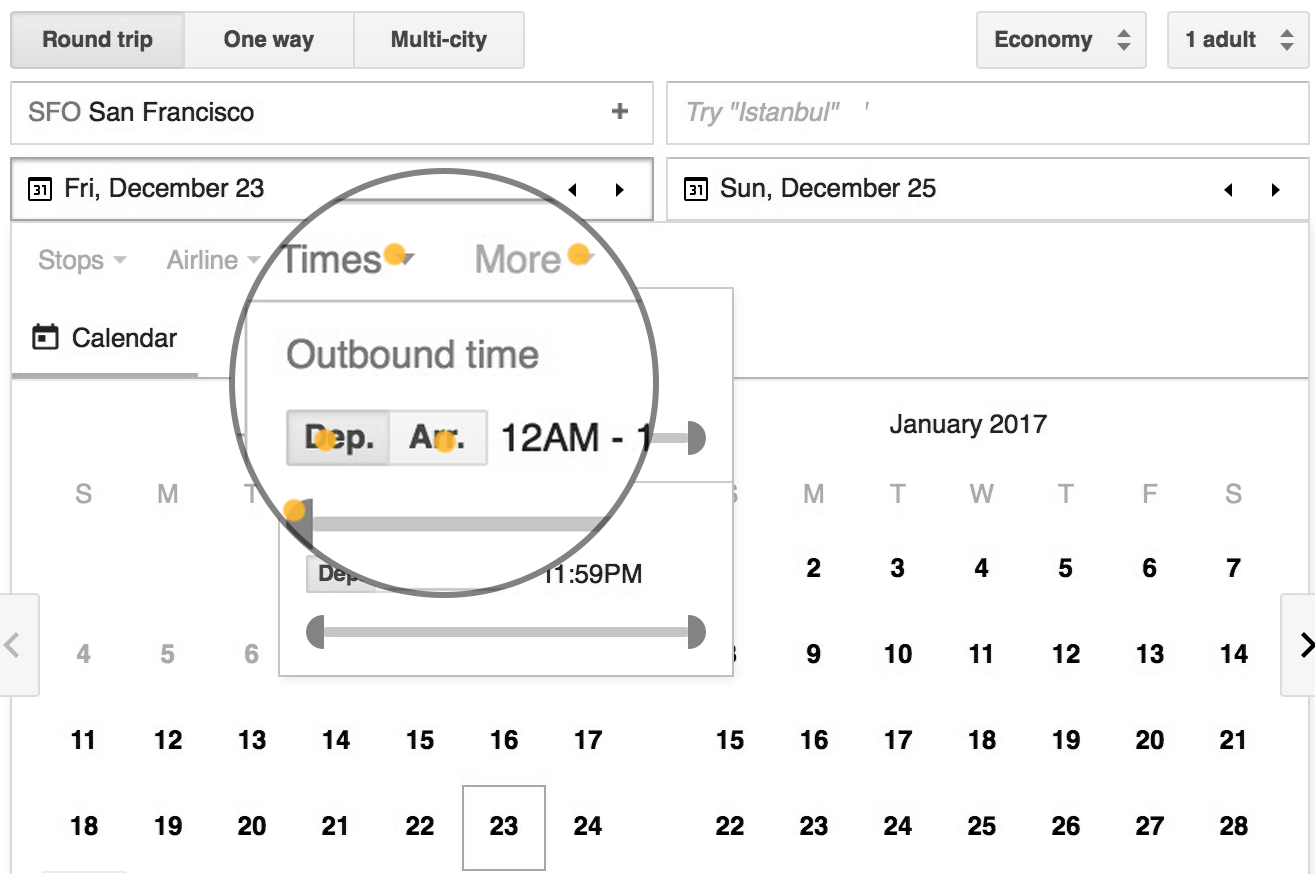 Round trip One way Multi-city Economy 1 adult
SFO San Francisco + Try "Istanbul"
31 Fri, December 23 31 Sun, December 25
Stops Airline Times More
Calendar
Outbound time
Dep. Arr. 12AM - 1
January 2017
S M T S M T W T F S
11:59PM
2 3 4 5 6 7
4 5 6 9 10 11 12 13 14
11 12 13 14 15 16 17 15 16 17 18 19 20 21
18 19 20 21 22 23 24 22 23 24 25 26 27 28